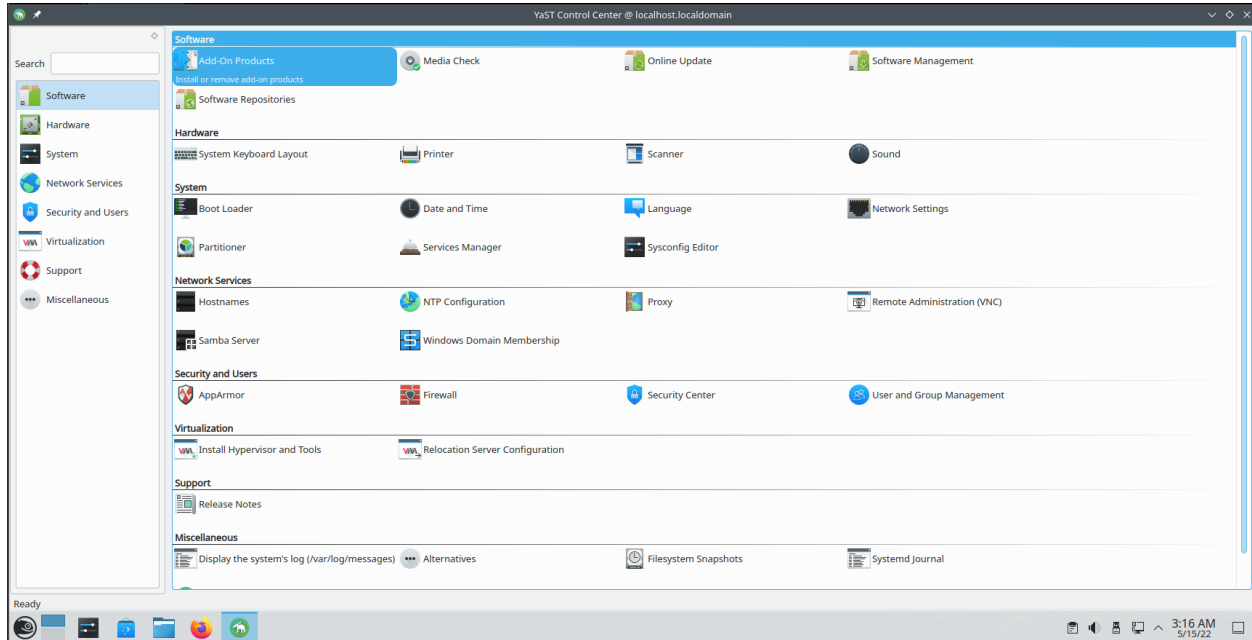 YaST Control Center @ localhost.localdomain
Search
Software
Hardware
System
Network Services
Security and Users
Virtualization
Support
Miscellaneous
Software
Add-On Products
Install or remove add-on products
Media Check
Online Update
Software Management
Software Repositories
Hardware
System Keyboard Layout
Printer
Scanner
Sound
System
Boot Loader
Date and Time
Language
Network Settings
Partitioner
Services Manager
Sysconfig Editor
Network Services
Hostnames
NTP Configuration
Proxy
Remote Administration (VNC)
Samba Server
Windows Domain Membership
Security and Users
AppArmor
Firewall
Security Center
User and Group Management
Virtualization
Install Hypervisor and Tools
Relocation Server Configuration
Support
Release Notes
Miscellaneous
Display the system's log (/var/log/messages)
Alternatives
Filesystem Snapshots
Systemd Journal
Ready
3:16 AM
5/15/22